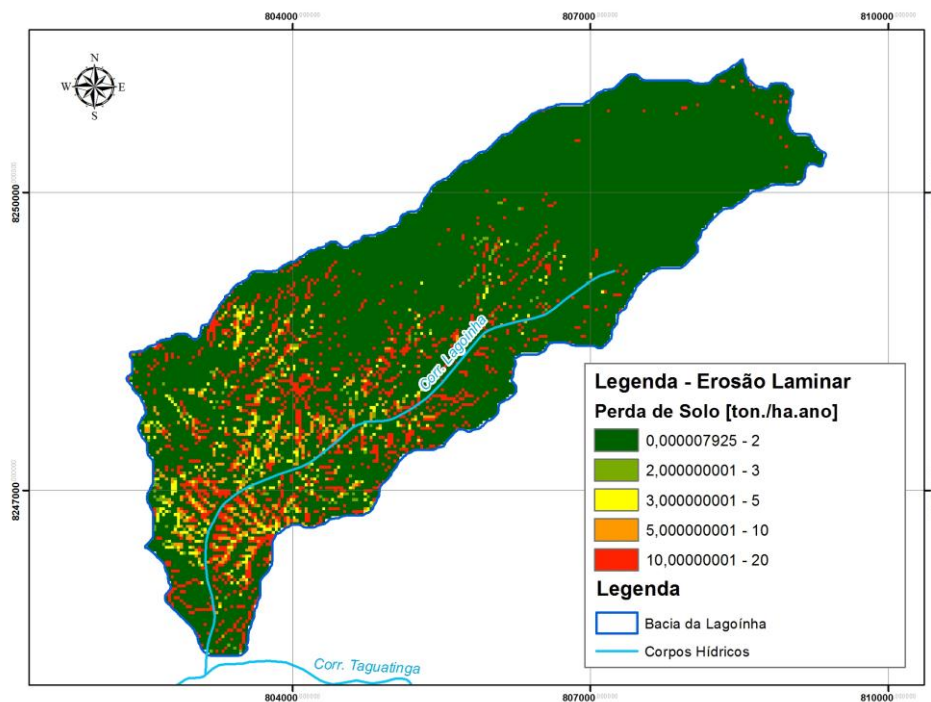 804000 807000 810000
N
W E
S
8250000
8247000
Corr. Lagoinha
Legenda - Erosão Laminar
Perda de Solo [ton./ha.ano]
0,000007925 - 2
2,000000001 - 3
3,000000001 - 5
5,000000001 - 10
10,00000001 - 20
Legenda
Bacia da Lagoínha
Corpos Hídricos
Corr. Taguatinga
804000 807000 810000